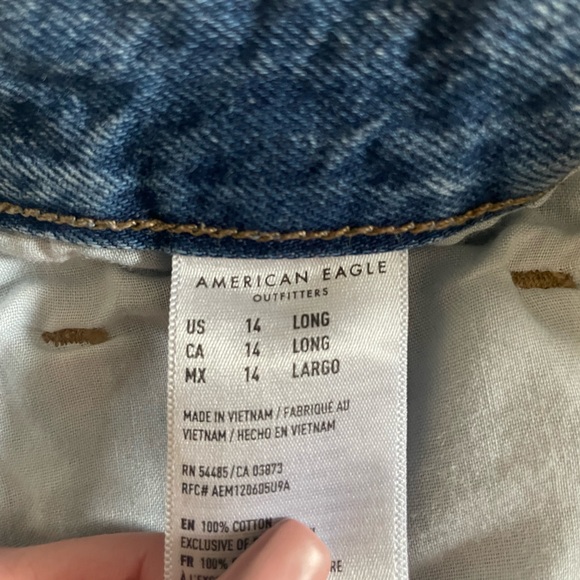 AMERICAN EAGLE
OUTFITTERS
US 14 LONG
CA 14 LONG
MX 14 LARGO
MADE IN VIETNAM / FABRIQUÉ AU
VIETNAM / HECHO EN VIETNAM
RN 54485/CA 03873
RFC# AEM120605U9A
EN 100% COTTON
EXCLUSIVE OF
FR 100%